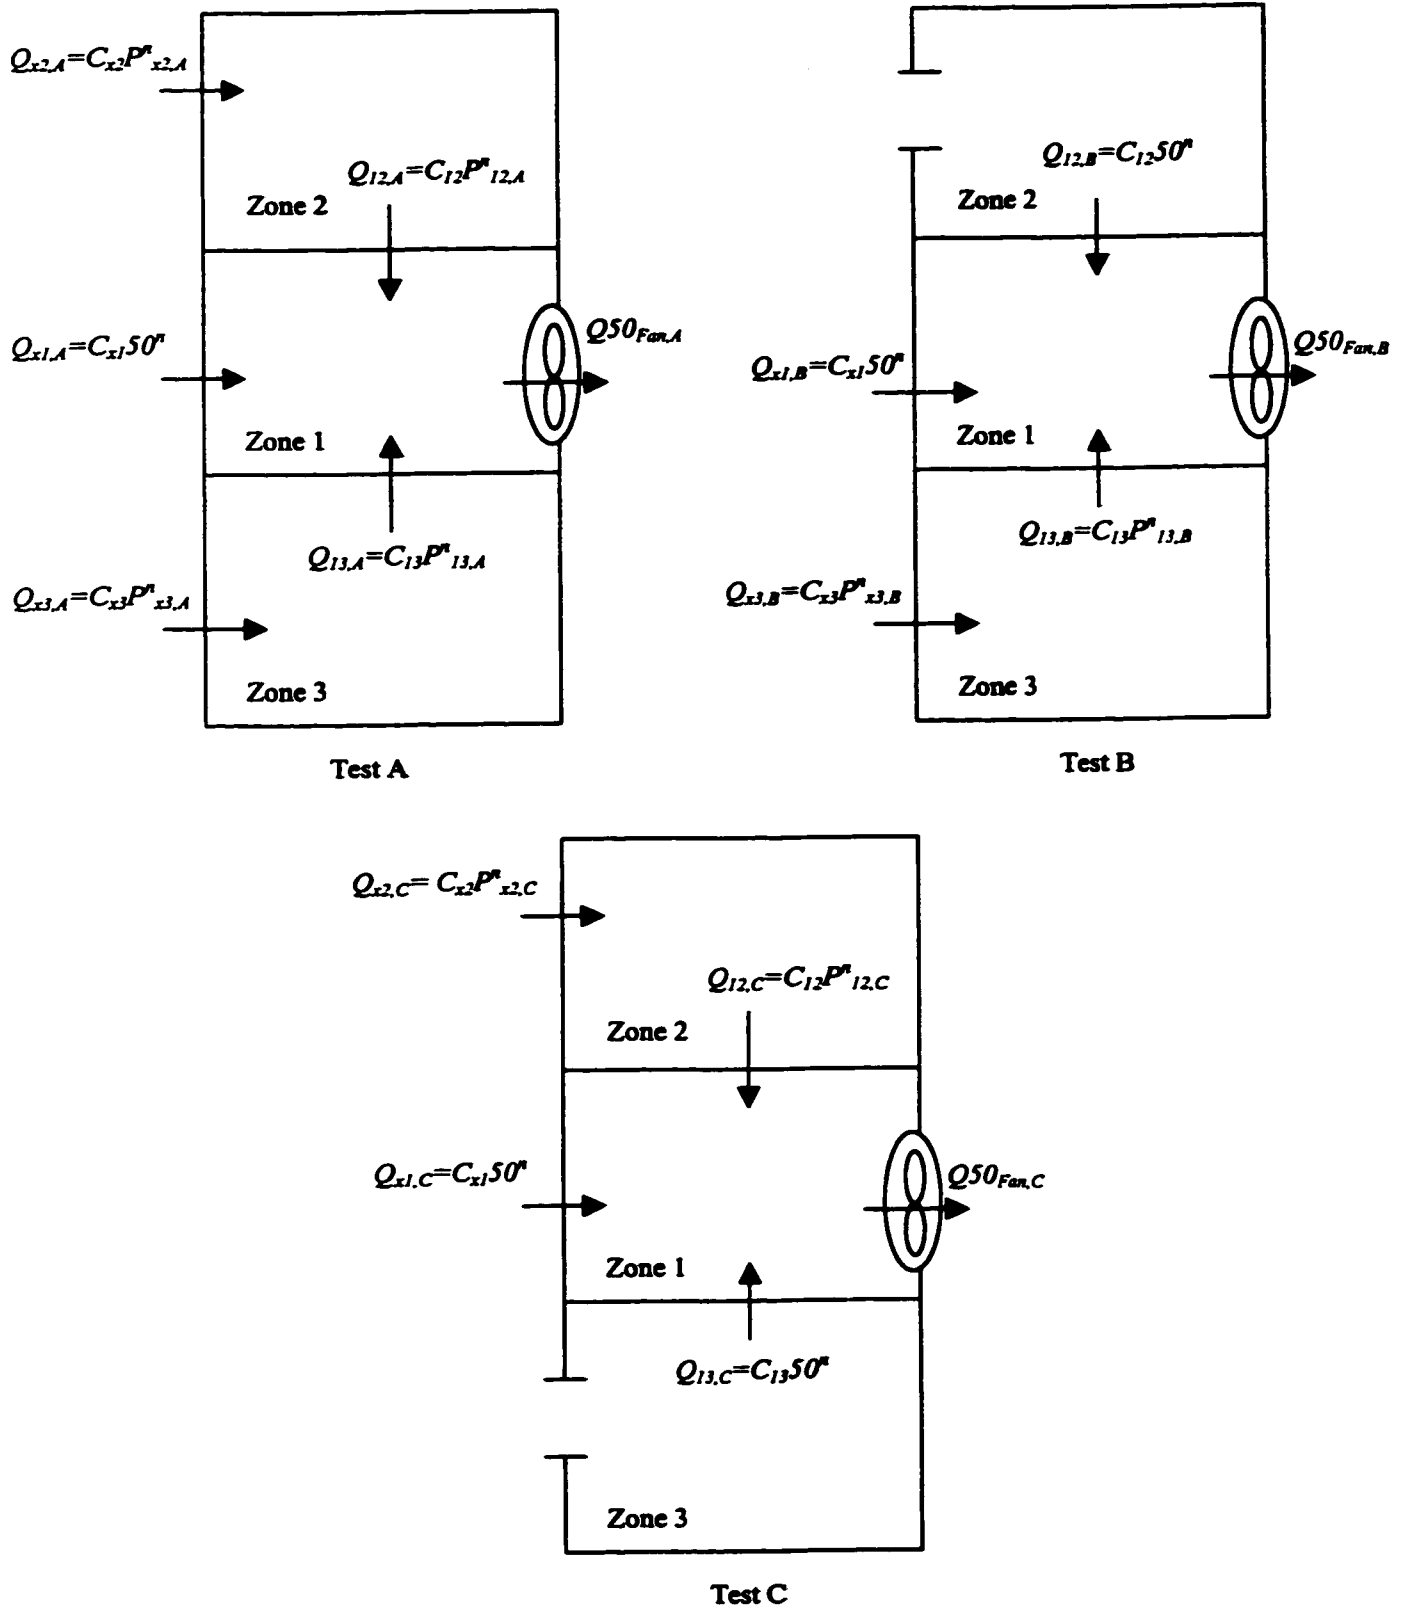 Qx2,A=Cx2Pⁿx2,A
Q12,A=C12Pⁿ12,A
Zone 2
Qx1,A=Cx150ⁿ
Q50Fan,A
Zone 1
Q13,A=C13Pⁿ13,A
Qx3,A=Cx3Pⁿx3,A
Zone 3
Test A
Q12,B=C1250ⁿ
Zone 2
Q50Fan,B
Qx1,B=Cx150ⁿ
Zone 1
Q13,B=C13Pⁿ13,B
Qx3,B=Cx3Pⁿx3,B
Zone 3
Test B
Qx2,C= Cx2Pⁿx2,C
Q12,C=C12Pⁿ12,C
Zone 2
Qx1,C=Cx150ⁿ
Q50Fan,C
Zone 1
Q13,C=C1350ⁿ
Zone 3
Test C